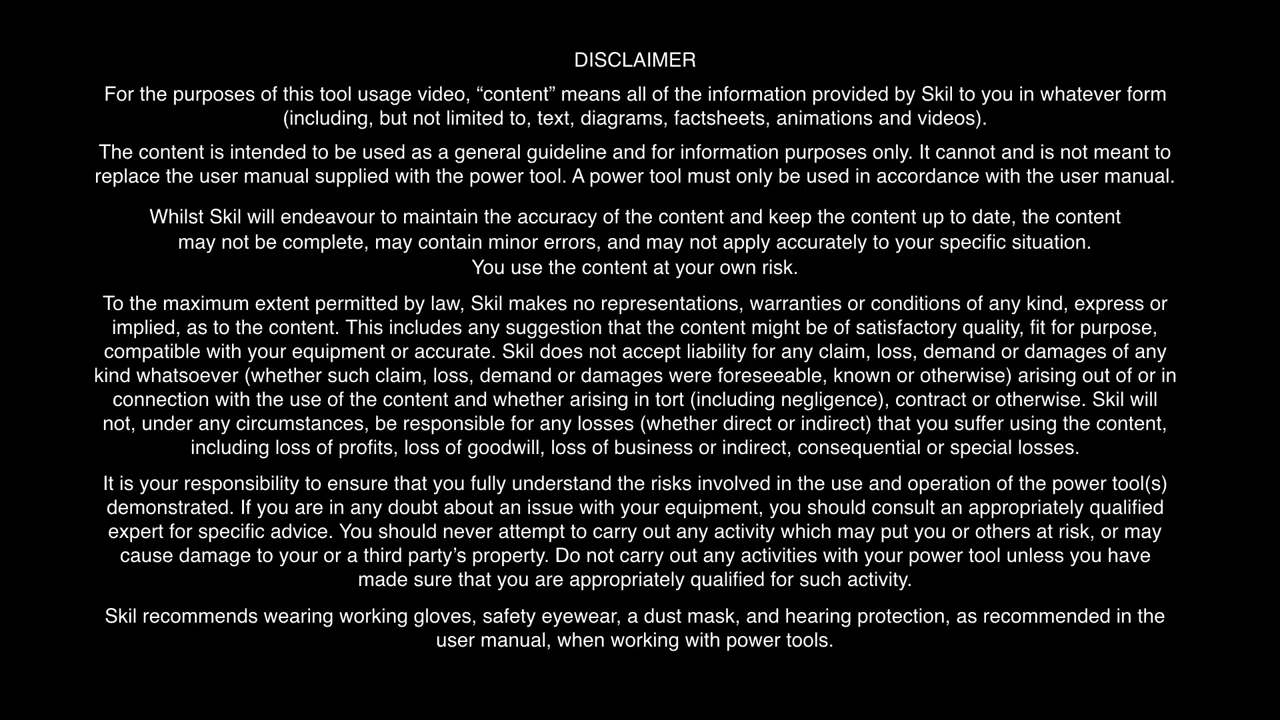 DISCLAIMER
For the purposes of this tool usage video, “content” means all of the information provided by Skil to you in whatever form
(including, but not limited to, text, diagrams, factsheets, animations and videos).
The content is intended to be used as a general guideline and for information purposes only. It cannot and is not meant to
replace the user manual supplied with the power tool. A power tool must only be used in accordance with the user manual.
Whilst Skil will endeavour to maintain the accuracy of the content and keep the content up to date, the content
may not be complete, may contain minor errors, and may not apply accurately to your specific situation.
You use the content at your own risk.
To the maximum extent permitted by law, Skil makes no representations, warranties or conditions of any kind, express or
implied, as to the content. This includes any suggestion that the content might be of satisfactory quality, fit for purpose,
compatible with your equipment or accurate. Skil does not accept liability for any claim, loss, demand or damages of any
kind whatsoever (whether such claim, loss, demand or damages were foreseeable, known or otherwise) arising out of or in
connection with the use of the content and whether arising in tort (including negligence), contract or otherwise. Skil will
not, under any circumstances, be responsible for any losses (whether direct or indirect) that you suffer using the content,
including loss of profits, loss of goodwill, loss of business or indirect, consequential or special losses.
It is your responsibility to ensure that you fully understand the risks involved in the use and operation of the power tool(s)
demonstrated. If you are in any doubt about an issue with your equipment, you should consult an appropriately qualified
expert for specific advice. You should never attempt to carry out any activity which may put you or others at risk, or may
cause damage to your or a third party’s property. Do not carry out any activities with your power tool unless you have
made sure that you are appropriately qualified for such activity.
Skil recommends wearing working gloves, safety eyewear, a dust mask, and hearing protection, as recommended in the
user manual, when working with power tools.